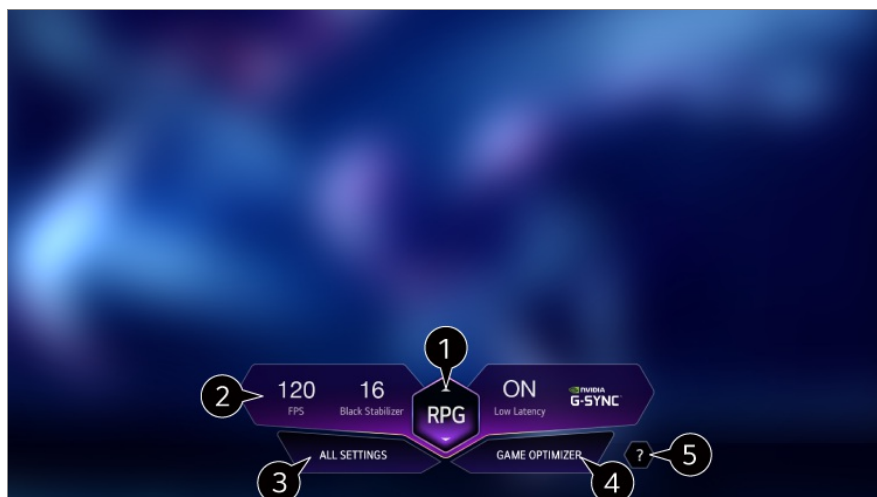 1
2
120
FPS
16
Black Stabilizer
RPG
ON
Low Latency
NVIDIA
G-SYNC
ALL SETTINGS
GAME OPTIMIZER
?
5
3
4